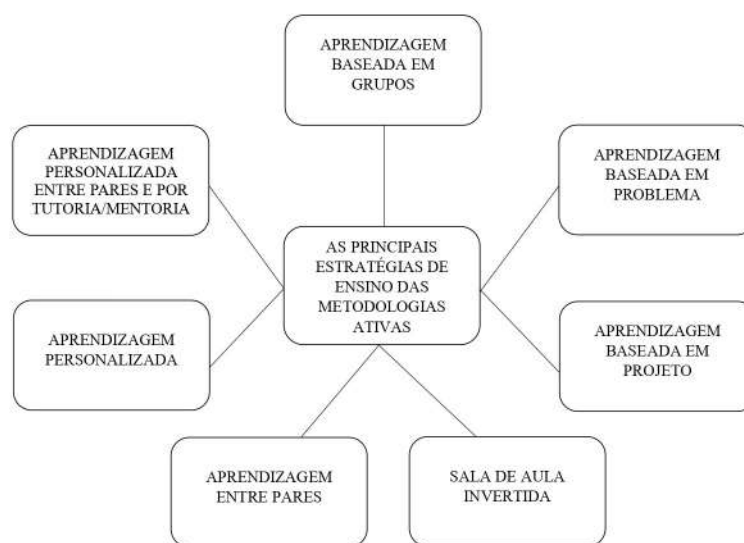 APRENDIZAGEM
BASEADA EM
GRUPOS
APRENDIZAGEM
PERSONALIZADA
ENTRE PARES E POR
TUTORIA/MENTORIA
APRENDIZAGEM
BASEADA EM
PROBLEMA
AS PRINCIPAIS
ESTRATÉGIAS DE
ENSINO DAS
METODOLOGIAS
ATIVAS
APRENDIZAGEM
PERSONALIZADA
APRENDIZAGEM
BASEADA EM
PROJETO
APRENDIZAGEM
ENTRE PARES
SALA DE AULA
INVERTIDA